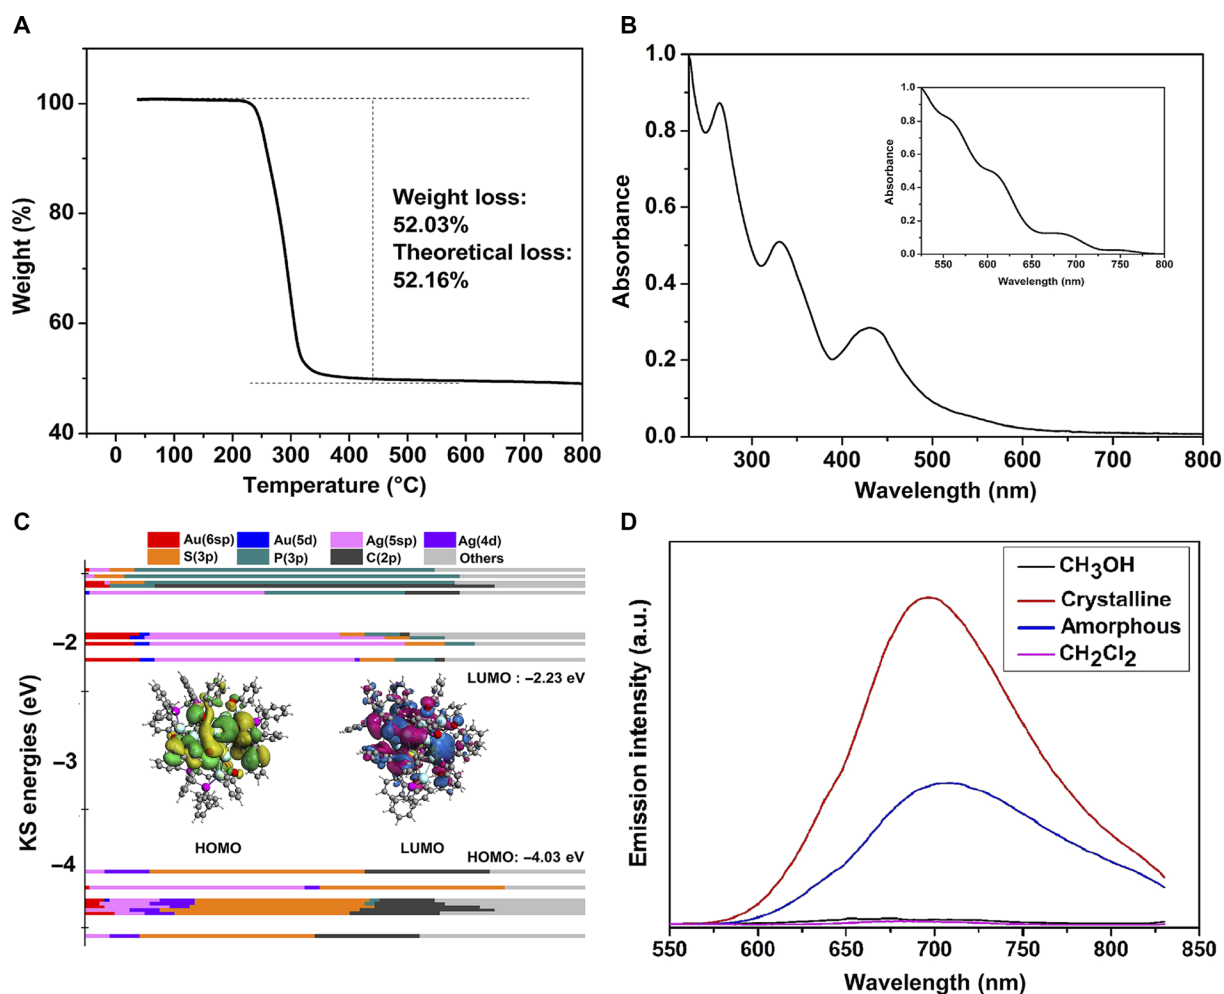 A
100
80
60
40
Weight (%)
Weight loss:
52.03%
Theoretical loss:
52.16%
0 100 200 300 400 500 600 700 800
Temperature (°C)
B
1.0
0.8
0.6
0.4
0.2
0.0
Absorbance
300 400 500 600 700 800
Wavelength (nm)
1.0
0.8
0.6
0.4
0.2
0.0
Absorbance
550 600 650 700 750 800
Wavelength (nm)
C
Au(6sp) Au(5d) Ag(5sp) Ag(4d)
S(3p) P(3p) C(2p) Others
–2
–3
–4
KS energies (eV)
LUMO : –2.23 eV
HOMO LUMO
HOMO: –4.03 eV
D
CH3OH
Crystalline
Amorphous
CH2Cl2
Emission intensity (a.u.)
550 600 650 700 750 800 850
Wavelength (nm)